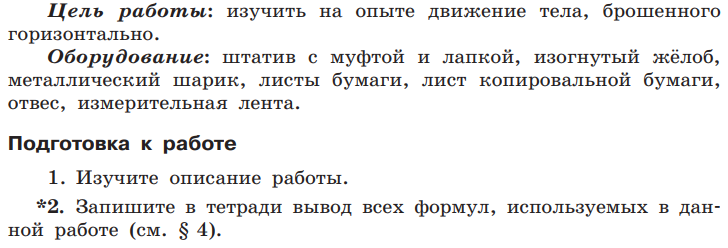 Цель работы: изучить на опыте движение тела, брошенного
горизонтально.
Оборудование: штатив с муфтой и лапкой, изогнутый жёлоб,
металлический шарик, листы бумаги, лист копировальной бумаги,
отвес, измерительная лента.
Подготовка к работе
1. Изучите описание работы.
*2. Запишите в тетради вывод всех формул, используемых в дан-
ной работе (см. § 4).